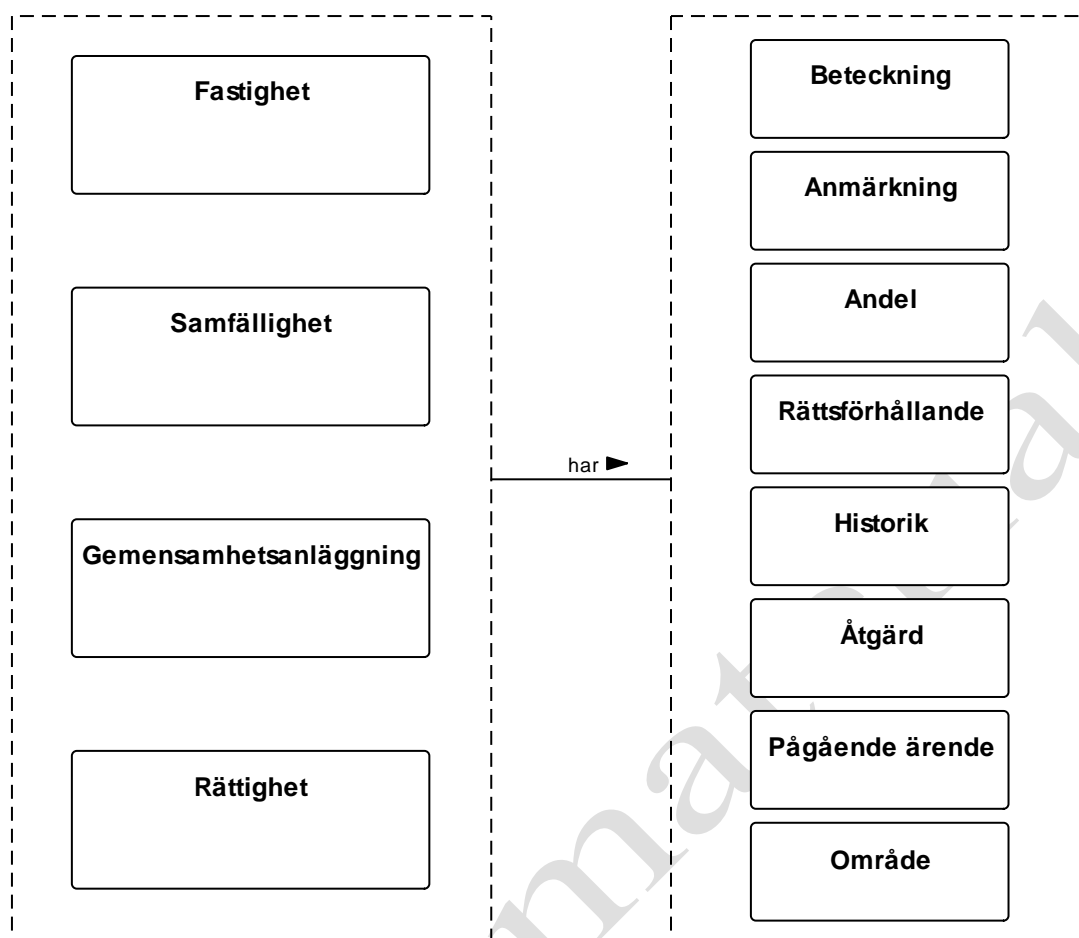 Fastighet
Samfällighet
Gemensamhetsanläggning
Rättighet
har
Beteckning
Anmärkning
Andel
Rättsförhållande
Historik
Åtgärd
Pågående ärende
Område